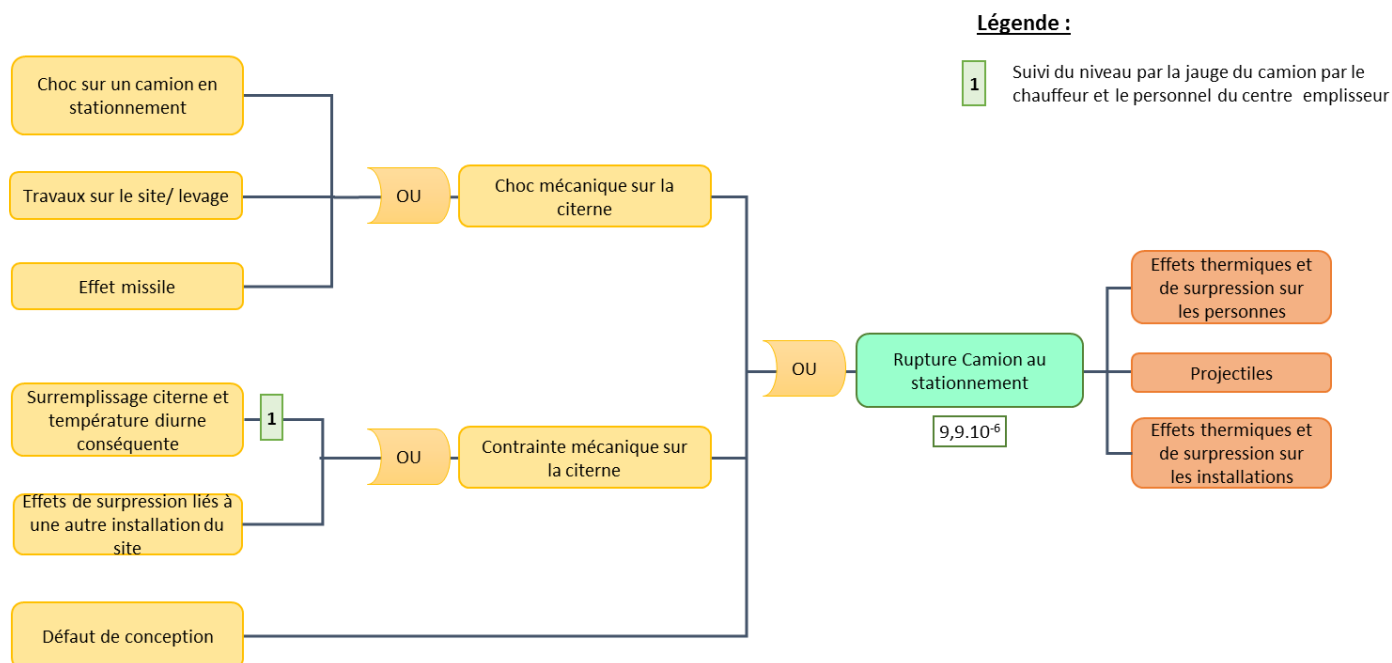 Légende :
1
Suivi du niveau par la jauge du camion par le
chauffeur et le personnel du centre emplisseur
Choc sur un camion en
stationnement
Travaux sur le site/ levage
Effet missile
OU
Choc mécanique sur la
citerne
Surremplissage citerne et
température diurne
conséquente
1
Effets de surpression liés à
une autre installation du
site
OU
Contrainte mécanique sur
la citerne
Défaut de conception
OU
Rupture Camion au
stationnement
9,9.10⁻⁶
Effets thermiques et
de surpression sur
les personnes
Projectiles
Effets thermiques et
de surpression sur
les installations